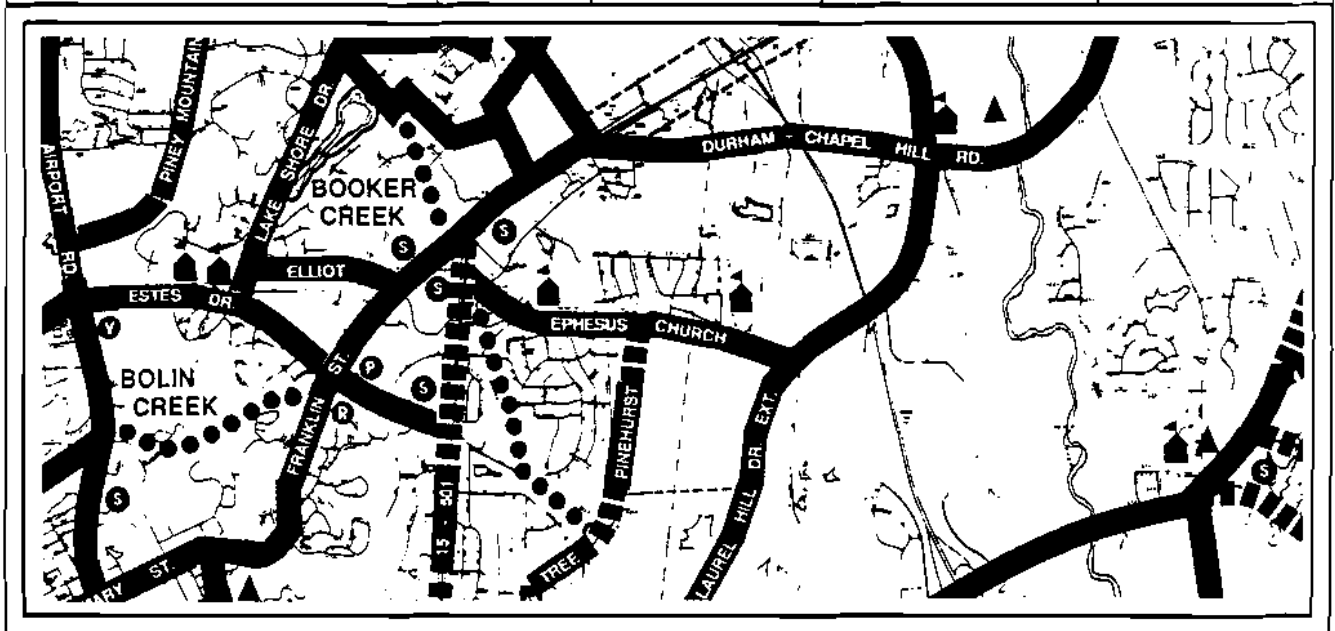 AIRPORT RD.
PINEY MOUNTAIN
LAKE SHORE DR
BOOKER
CREEK
DURHAM - CHAPEL HILL RD.
S
S
ELLIOT
ESTES DR.
S
EPHESUS CHURCH
Y
FRANKLIN ST.
P
S
R
BOLIN
CREEK
PINEHURST
LAUREL HILL DR. EXT.
S
15 - 501
S
TREE
ARY ST.